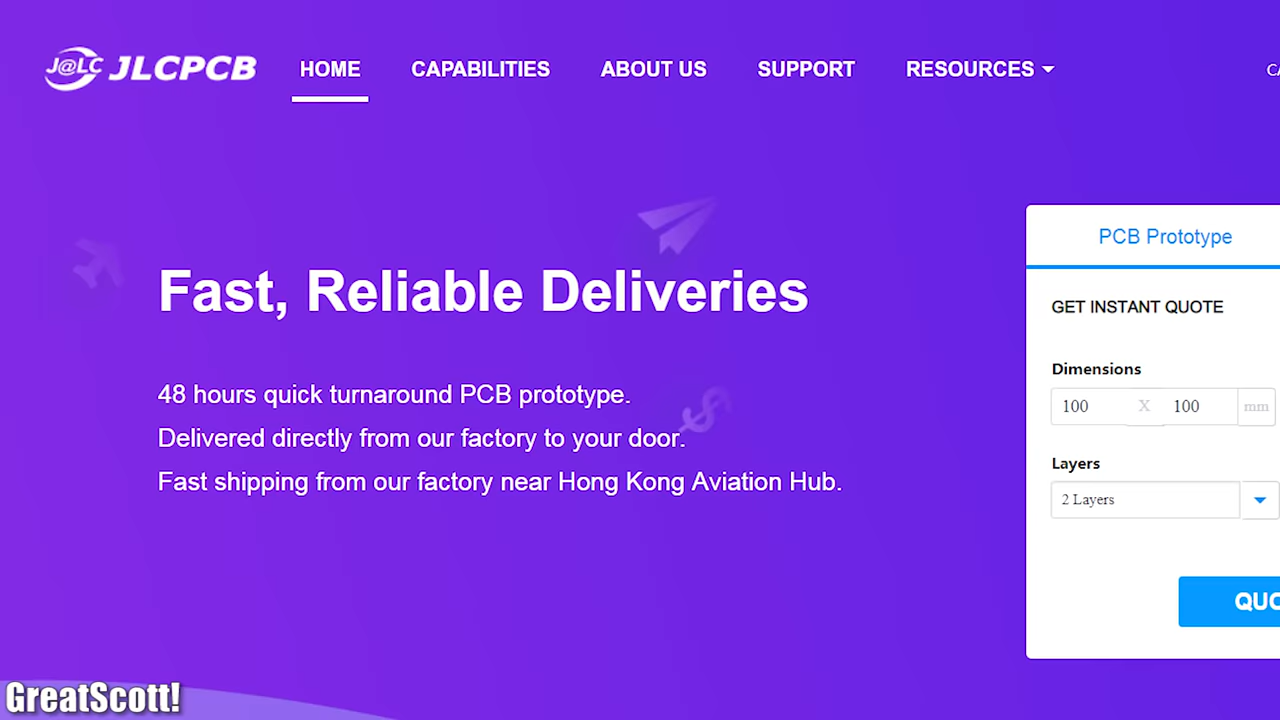 J@LC JLCPCB HOME CAPABILITIES ABOUT US SUPPORT RESOURCES CA
PCB Prototype
Fast, Reliable Deliveries
GET INSTANT QUOTE
48 hours quick turnaround PCB prototype.
Delivered directly from our factory to your door.
Fast shipping from our factory near Hong Kong Aviation Hub.
Dimensions
100 X 100 mm
Layers
2 Layers
QUO
GreatScott!